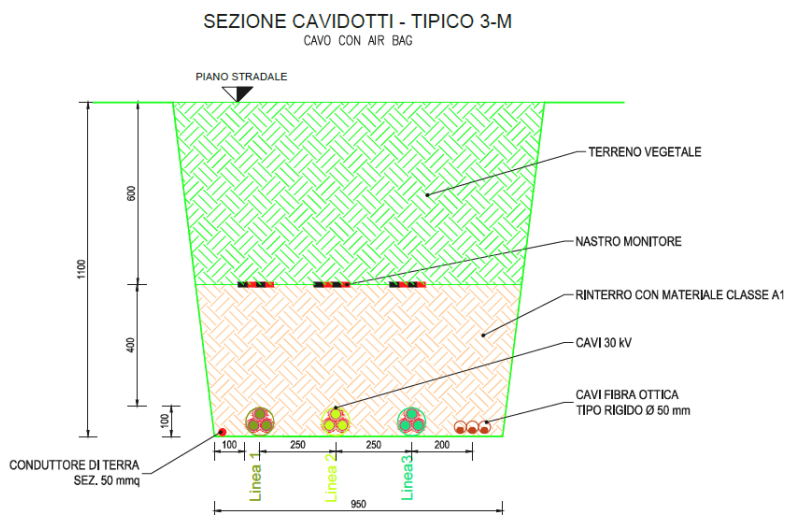 SEZIONE CAVIDOTTI - TIPICO 3-M
CAVO CON AIR BAG
PIANO STRADALE
TERRENO VEGETALE
600
1100
NASTRO MONITORE
RINTERRO CON MATERIALE CLASSE A1
400
CAVI 30 kV
CAVI FIBRA OTTICA
TIPO RIGIDO Ø 50 mm
100
100
250
250
200
CONDUTTORE DI TERRA
SEZ. 50 mmq
Linea 1
Linea 2
Linea3
950